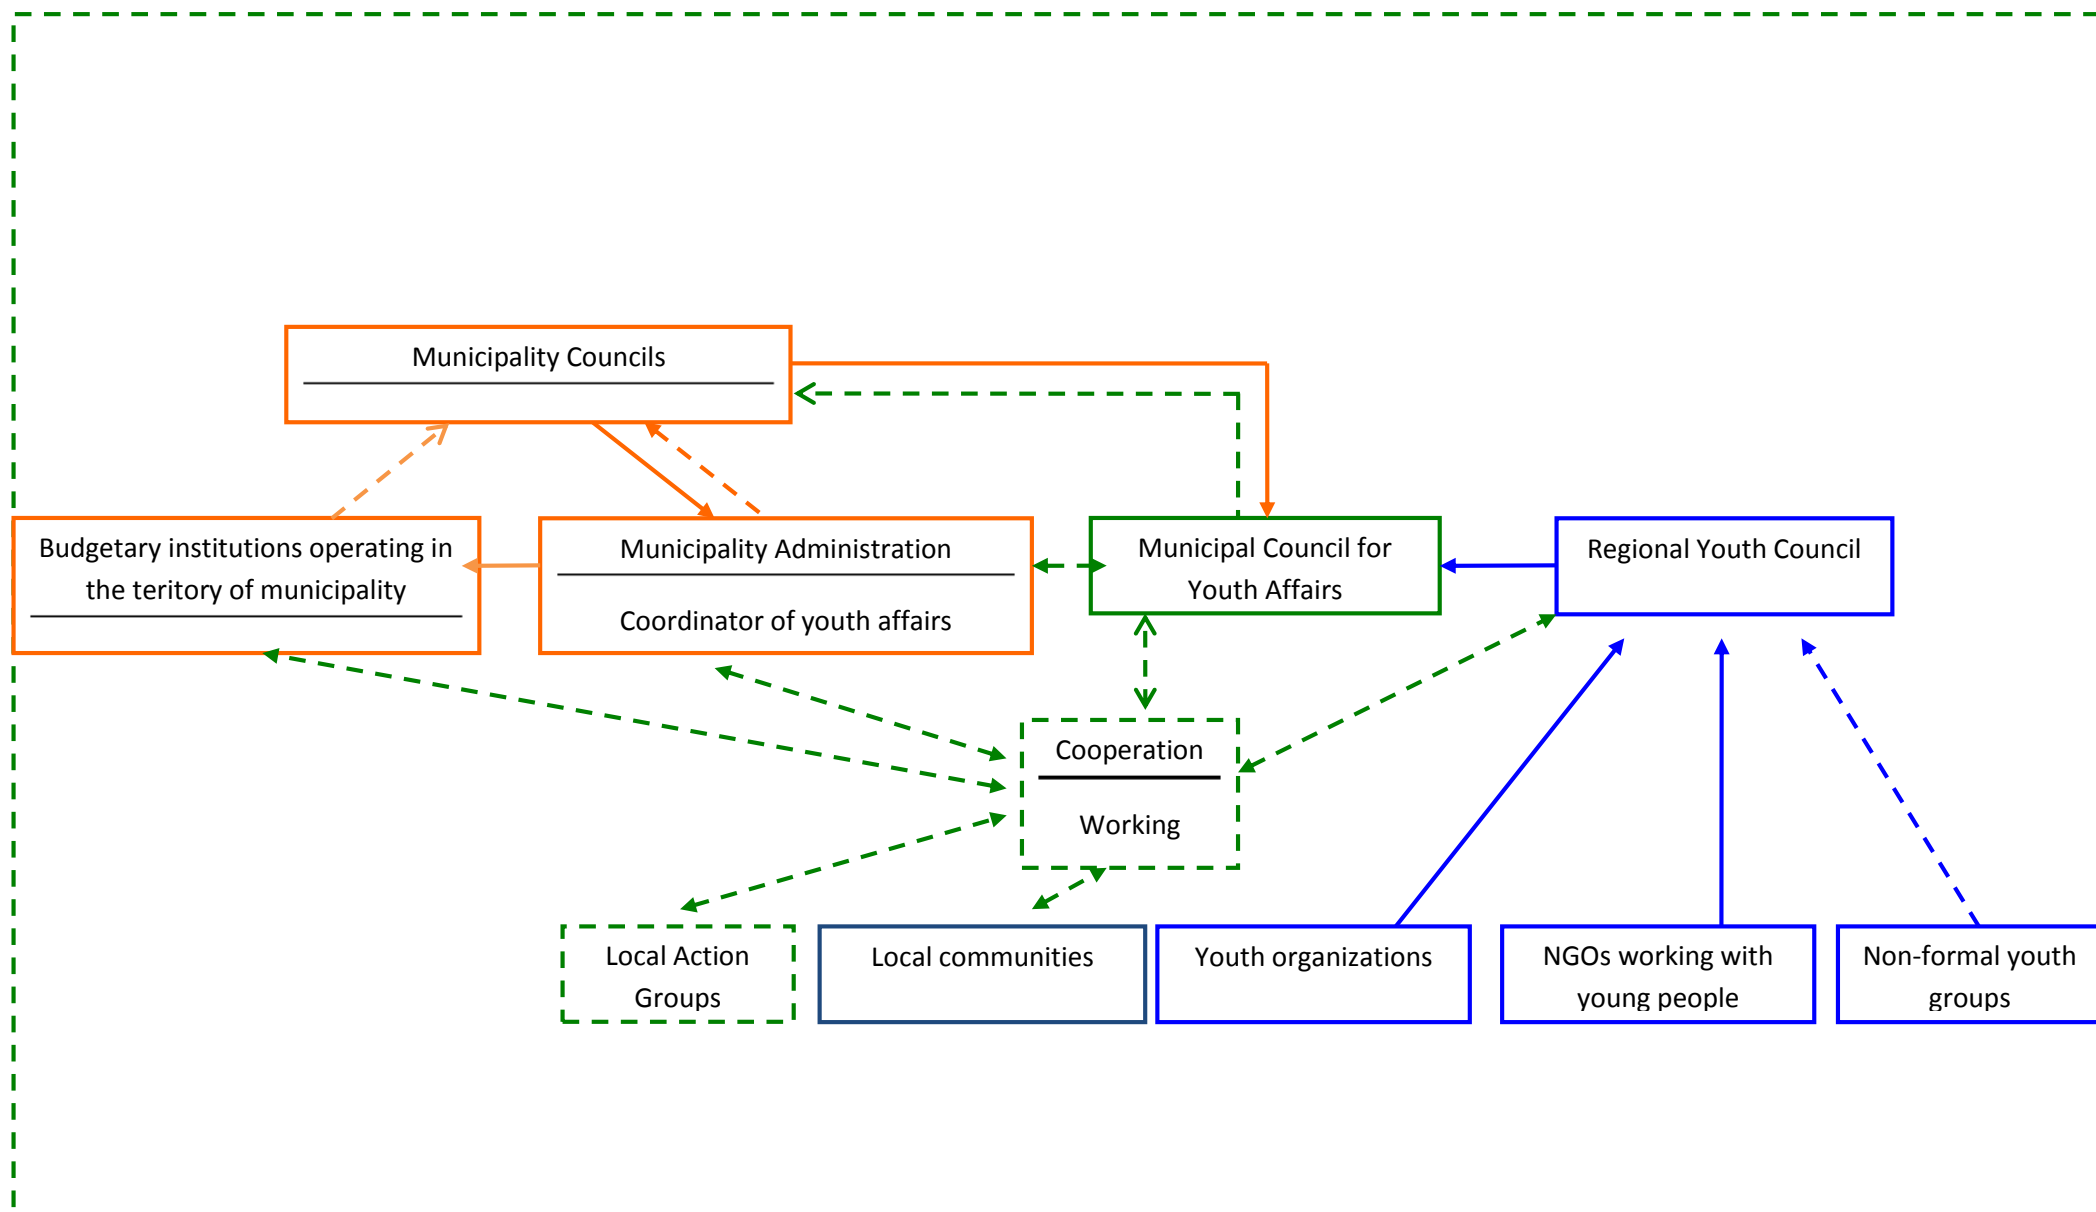 Municipality Councils
Budgetary institutions operating in
the teritory of municipality
Municipality Administration
Coordinator of youth affairs
Municipal Council for
Youth Affairs
Regional Youth Council
Cooperation
Working
Local Action
Groups
Local communities
Youth organizations
NGOs working with
young people
Non-formal youth
groups